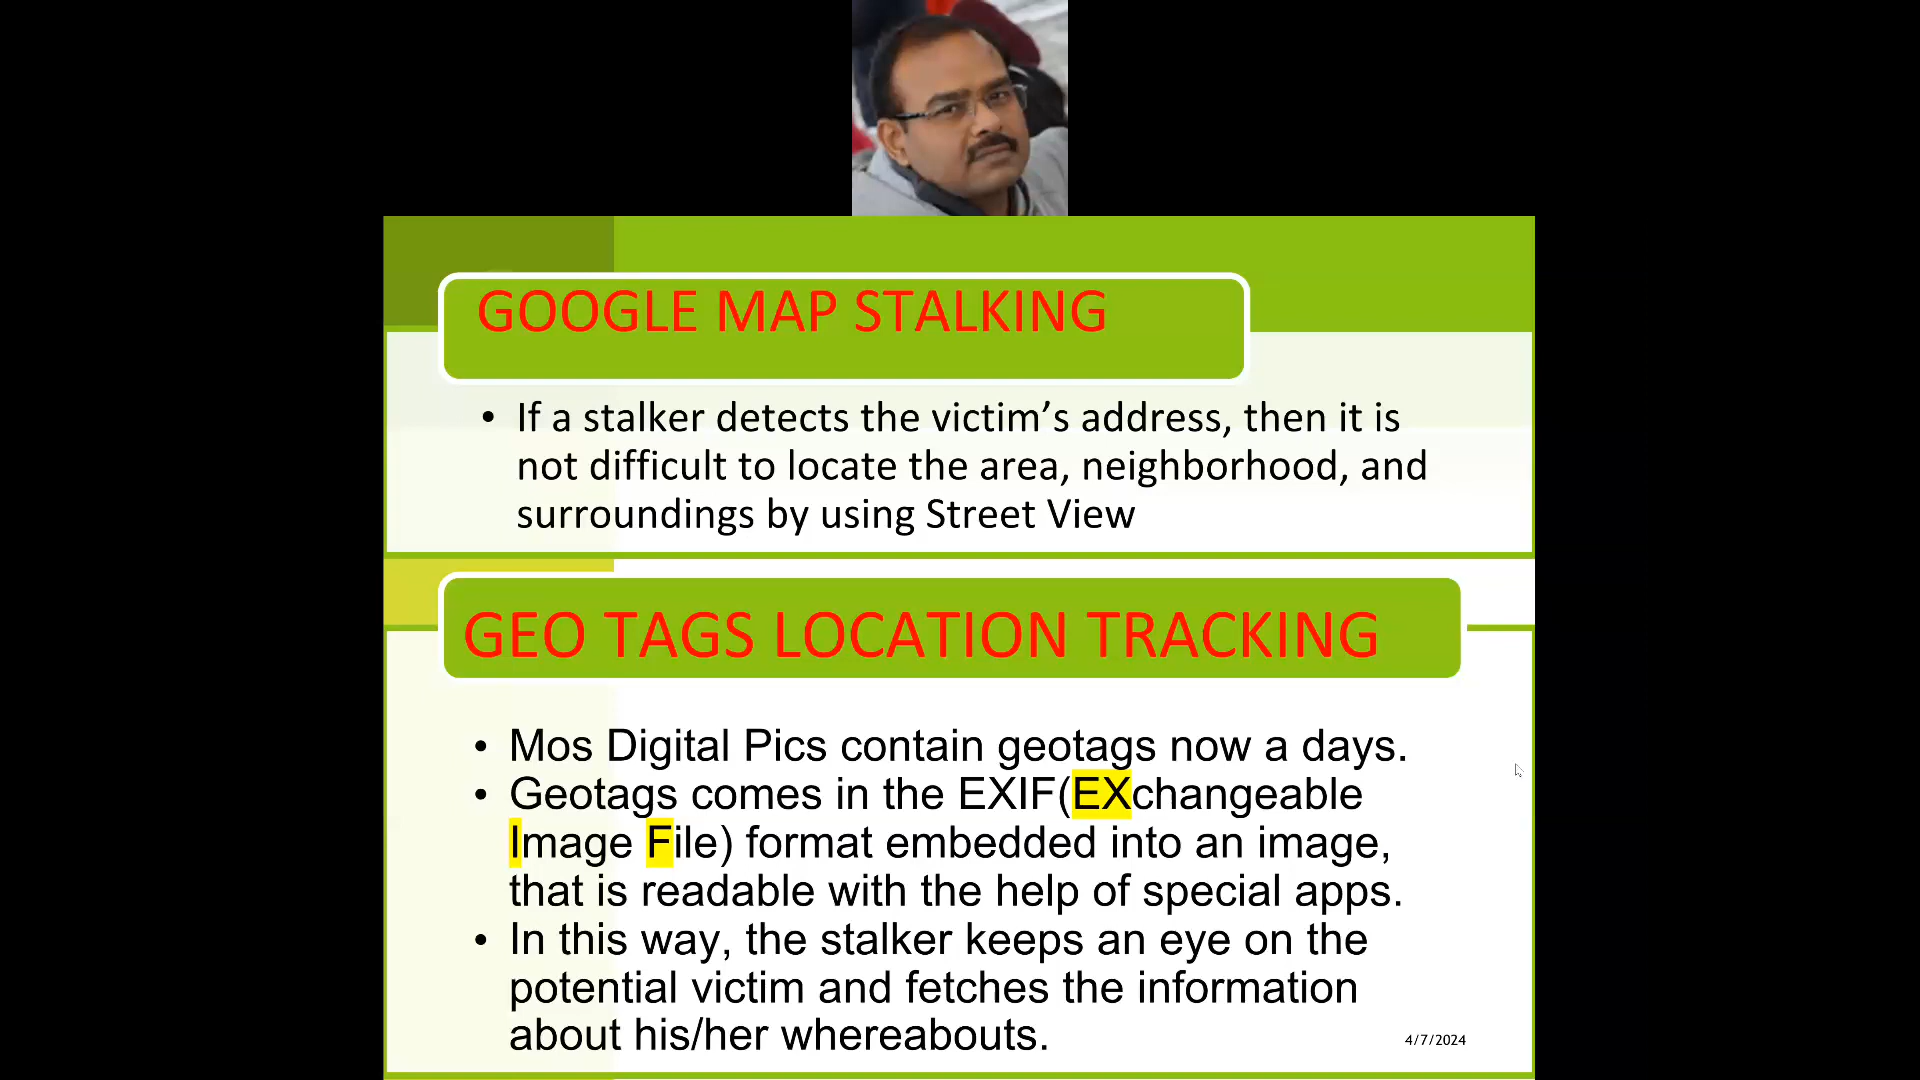 GOOGLE MAP STALKING
• If a stalker detects the victim’s address, then it is
not difficult to locate the area, neighborhood, and
surroundings by using Street View
GEO TAGS LOCATION TRACKING
• Mos Digital Pics contain geotags now a days.
• Geotags comes in the EXIF(EXchangeable
Image File) format embedded into an image,
that is readable with the help of special apps.
• In this way, the stalker keeps an eye on the
potential victim and fetches the information
about his/her whereabouts.
4/7/2024